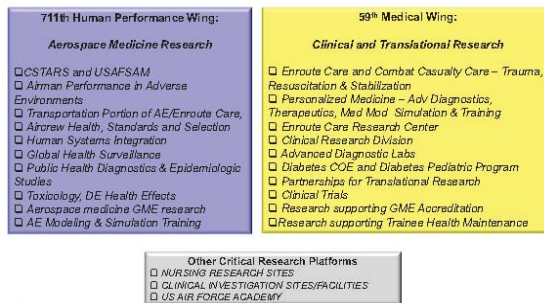 711th Human Performance Wing:
Aerospace Medicine Research
❑CSTARS and USAFSAM
❑ Airman Performance in Adverse
Environments
❑ Transportation Portion of AE/Enroute Care,
❑ Aircrew Health, Standards and Selection
❑ Human Systems Integration
❑ Global Health Surveillance
❑ Public Health Diagnostics & Epidemiologic
Studies
❑ Toxicology, DE Health Effects
❑ Aerospace medicine GME research
❑ AE Modeling & Simulation Training
59th Medical Wing:
Clinical and Translational Research
❑ Enroute Care and Combat Casualty Care – Trauma,
Resuscitation & Stabilization
❑ Personalized Medicine – Adv Diagnostics,
Therapeutics, Med Mod Simulation & Training
❑ Enroute Care Research Center
❑ Clinical Research Division
❑ Advanced Diagnostic Labs
❑ Diabetes COE and Diabetes Pediatric Program
❑ Partnerships for Translational Research
❑ Clinical Trials
❑ Research supporting GME Accreditation
❑Research supporting Trainee Health Maintenance
Other Critical Research Platforms
❑ NURSING RESEARCH SITES
❑ CLINICAL INVESTIGATION SITES/FACILITIES
❑ US AIR FORCE ACADEMY